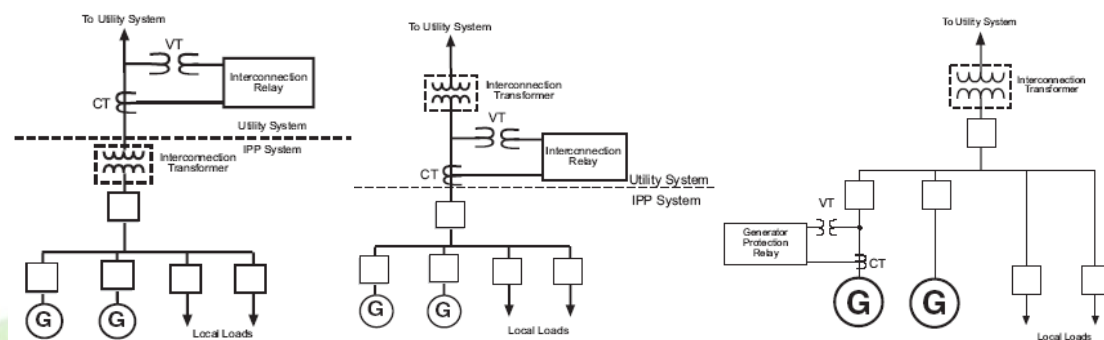 To Utility System
VT
Interconnection
Relay
CT
Utility System
IPP System
Interconnection
Transformer
G
G
Local Loads
To Utility System
Interconnection
Transformer
VT
Interconnection
Relay
CT
Utility System
IPP System
G
G
Local Loads
To Utility System
Interconnection
Transformer
VT
Generator
Protection
Relay
CT
G
G
Local Loads